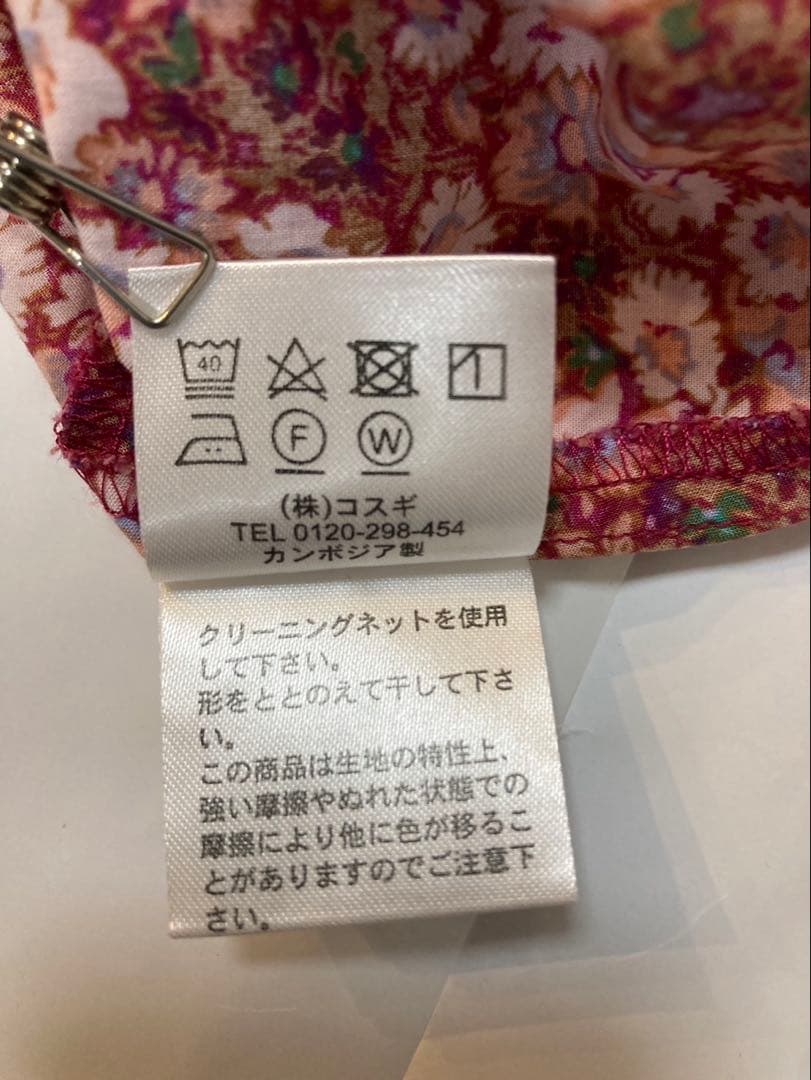 40
F W
(株)コスギ
TEL 0120-298-454
カンボジア製
クリーニングネットを使用
して下さい。
形をととのえて干して下さ
い。
この商品は生地の特性上、
強い摩擦やぬれた状態での
摩擦により他に色が移るこ
とがありますのでご注意下
さい。